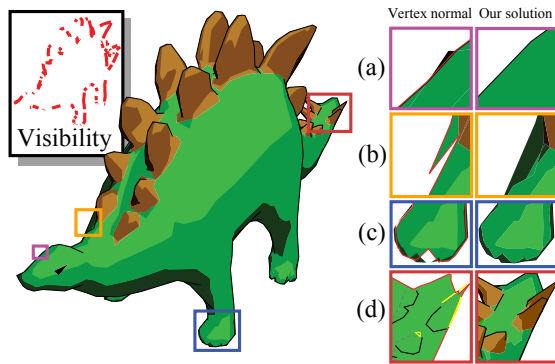 Vertex normal Our solution
Visibility
(a)
(b)
(c)
(d)